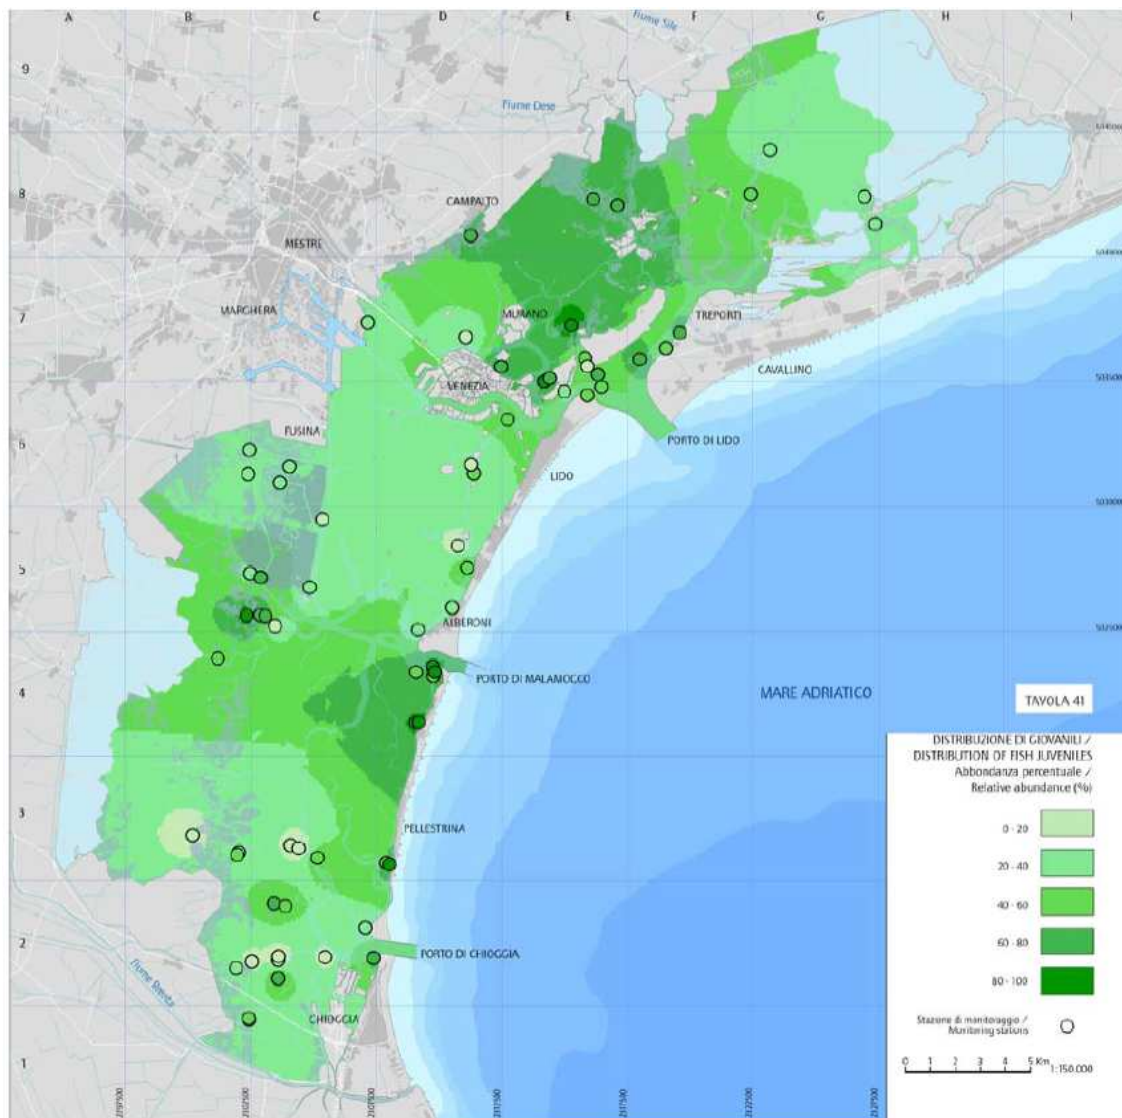 A B C D E F G H I
Fiume Sile
9
Fiume Dese
8
CAMPALTO
MESTRE
MARGHERA
7
MURANO
TREPORTI
CAVALLINO
VENEZIA
PORTO DI LIDO
FUSINA
6
LIDO
5
ALBERONI
PORTO DI MALAMOCCO
4
MARE ADRIATICO
TAVOLA 41
DISTRIBUZIONE DI GIOVANILI /
DISTRIBUTION OF FISH JUVENILES
Abbondanza percentuale /
Relative abundance (%)
0 - 20
20 - 40
40 - 60
60 - 80
80 - 100
Stazione di monitoraggio /
Monitoring stations
0 1 2 3 4 5 Km
1:150.000
3
PELLESTRINA
2
PORTO DI CHIOGGIA
Fiume Brenta
CHIOGGIA
1